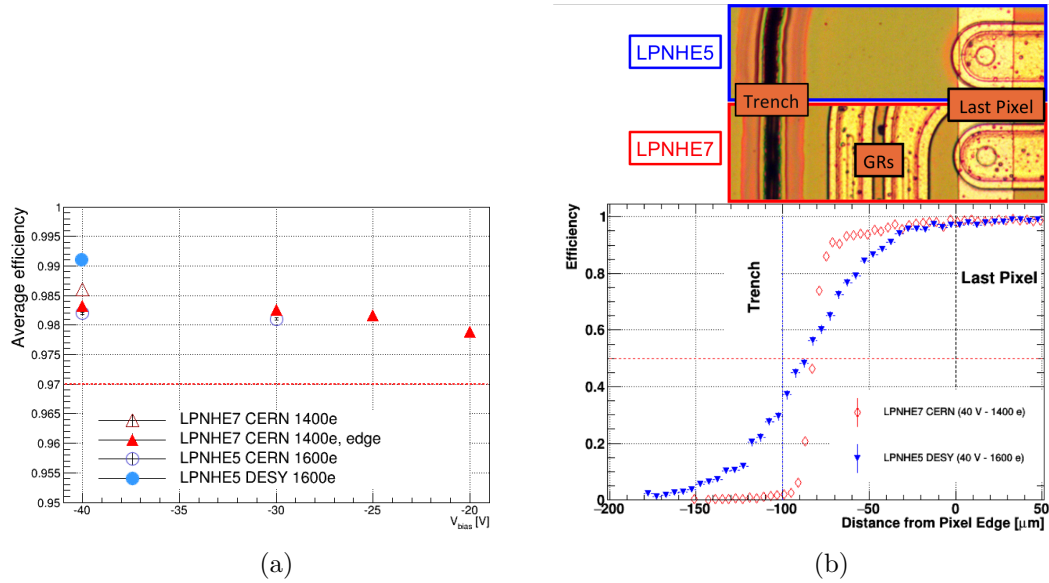 LPNHE5
LPNHE7
Trench
Last Pixel
GRs
Average efficiency
1
0.995
0.99
0.985
0.98
0.975
0.97
0.965
0.96
0.955
0.95
LPNHE7 CERN 1400e
LPNHE7 CERN 1400e, edge
LPNHE5 CERN 1600e
LPNHE5 DESY 1600e
-40
-35
-30
-25
-20
V_bias [V]
(a)
Efficiency
1
0.8
0.6
0.4
0.2
0
Trench
Last Pixel
LPNHE7 CERN (40 V - 1400 e)
LPNHE5 DESY (40 V - 1600 e)
−200
−150
−100
−50
0
50
Distance from Pixel Edge [μm]
(b)